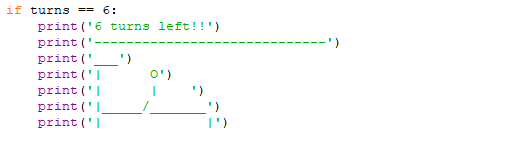 if turns == 6:
    print('6 turns left!!')
    print('-----------------------------')
    print('___')
    print('|      O')
    print('|      |    ')
    print('|_____/_______')
    print('|             |')